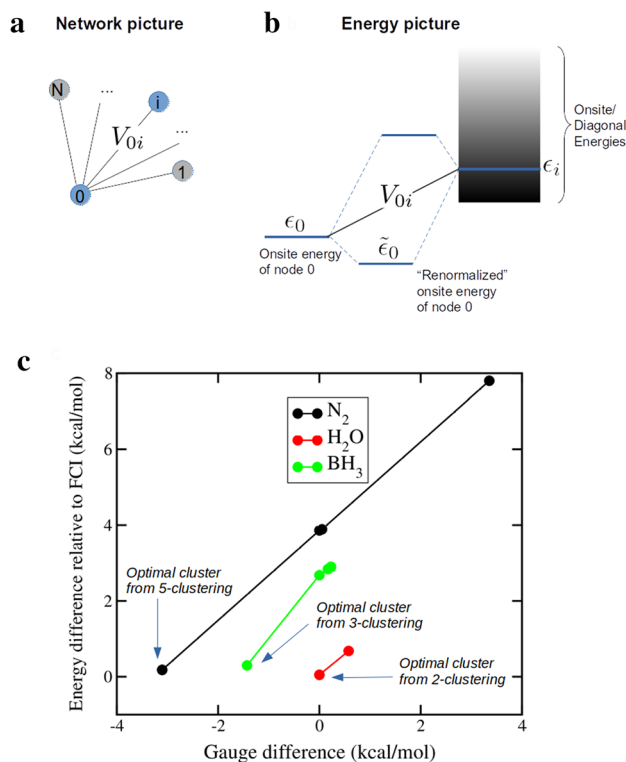 a Network picture
N
...
i
V₀ᵢ
...
1
0
b Energy picture
Onsite/
Diagonal
Energies
ϵᵢ
V₀ᵢ
ϵ₀
ϵ̃₀
Onsite energy
of node 0
"Renormalized"
onsite energy
of node 0
c
8
6
4
2
0
-4 -2 0 2 4
Energy difference relative to FCI (kcal/mol)
Gauge difference (kcal/mol)
N₂
H₂O
BH₃
Optimal cluster
from 5-clustering
Optimal cluster
from 3-clustering
Optimal cluster
from 2-clustering